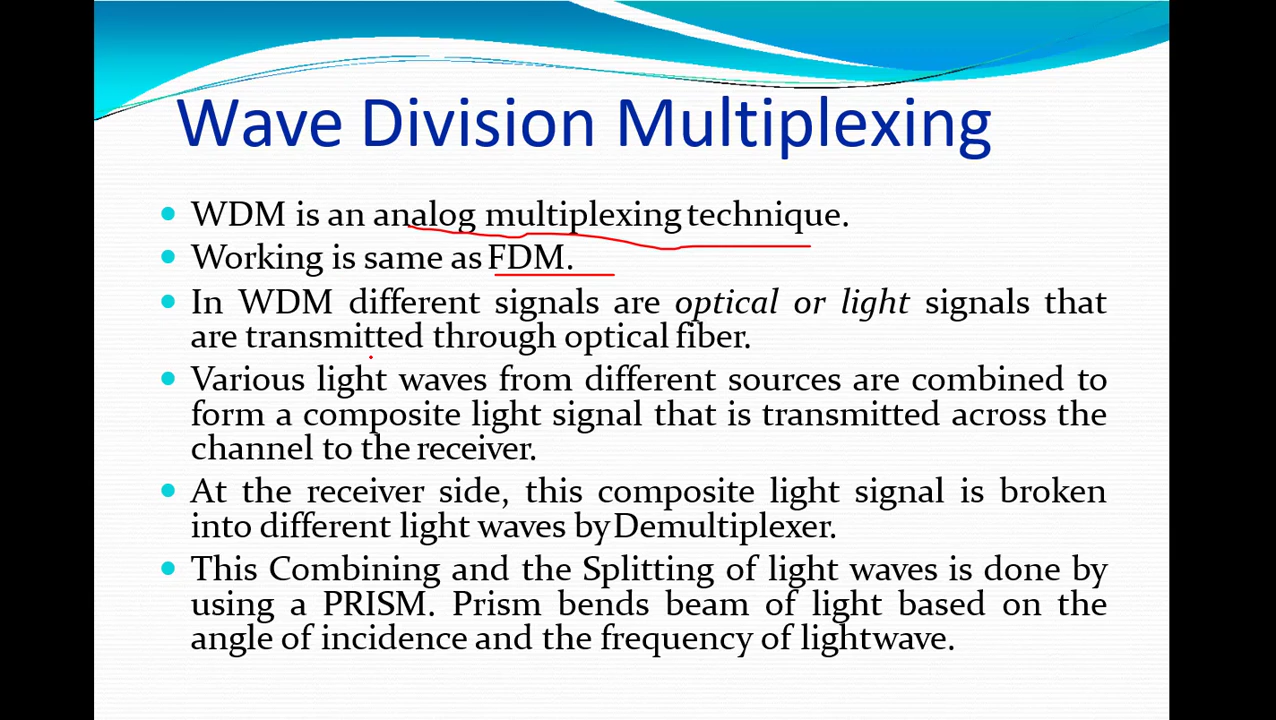 Wave Division Multiplexing
• WDM is an analog multiplexing technique.
• Working is same as FDM.
• In WDM different signals are optical or light signals that
are transmitted through optical fiber.
• Various light waves from different sources are combined to
form a composite light signal that is transmitted across the
channel to the receiver.
• At the receiver side, this composite light signal is broken
into different light waves by Demultiplexer.
• This Combining and the Splitting of light waves is done by
using a PRISM. Prism bends beam of light based on the
angle of incidence and the frequency of lightwave.